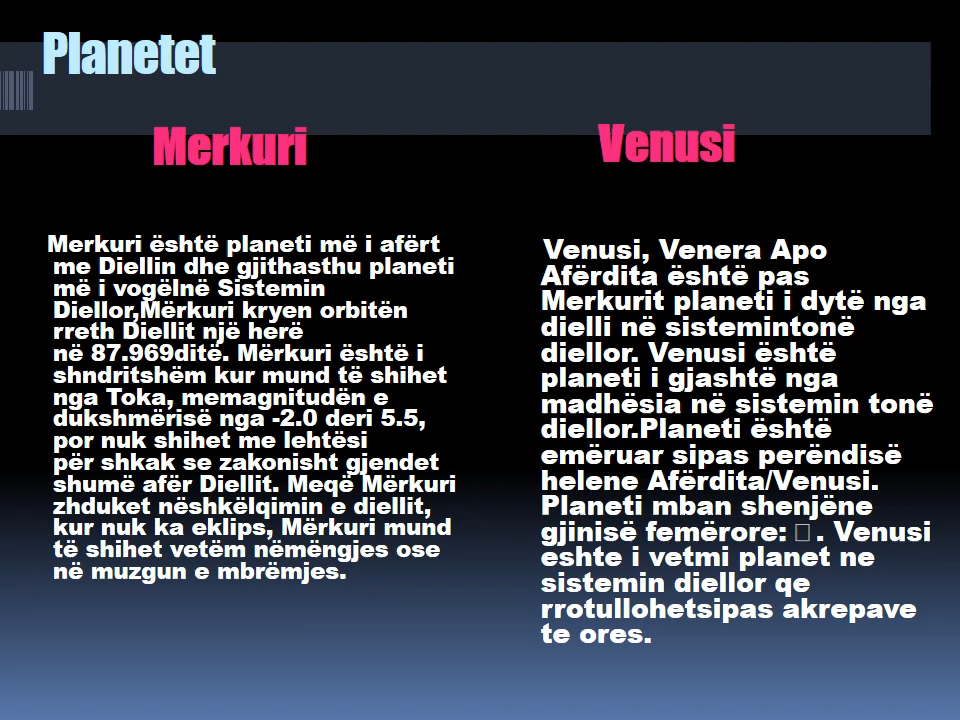 Planetet
Merkuri
Merkuri është planeti më i afërt
me Diellin dhe gjithasthu planeti
më i vogëlnë Sistemin
Diellor,Mërkuri kryen orbitën
rreth Diellit një herë
në 87.969ditë. Mërkuri është i
shndritshëm kur mund të shihet
nga Toka, memagnitudën e
dukshmërisë nga -2.0 deri 5.5,
por nuk shihet me lehtësi
për shkak se zakonisht gjendet
shumë afër Diellit. Meqë Mërkuri
zhduket nëshkëlqimin e diellit,
kur nuk ka eklips, Mërkuri mund
të shihet vetëm nëmëngjes ose
në muzgun e mbrëmjes.
Venusi
Venusi, Venera Apo
Afërdita është pas
Merkurit planeti i dytë nga
dielli në sistemintonë
diellor. Venusi është
planeti i gjashtë nga
madhësia në sistemin tonë
diellor.Planeti është
emëruar sipas perëndisë
helene Afërdita/Venusi.
Planeti mban shenjëne
gjinisë femërore: □. Venusi
eshte i vetmi planet ne
sistemin diellor qe
rrotullohetsipas akrepave
te ores.